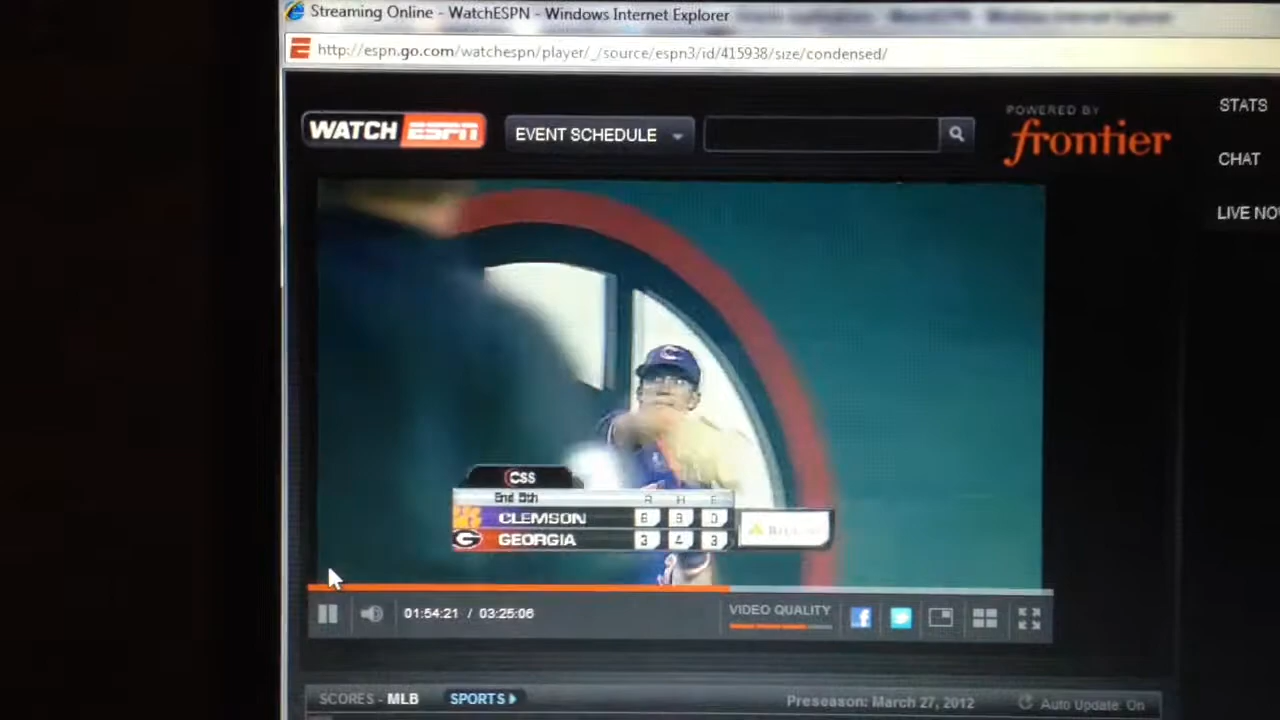 Streaming Online - WatchESPN - Windows Internet Explorer
http://espn.go.com/watchespn/player/_/source/espn3/id/415938/size/condensed/
WATCH ESPN
EVENT SCHEDULE
POWERED BY
frontier
STATS
CHAT
LIVE NO
C
CSS
End 5th
R H E
CLEMSON 6 0
G GEORGIA 3 4 3
01:54:21 / 03:25:06
VIDEO QUALITY
f
SCORES - MLB
SPORTS
Preseason: March 27, 2012
Auto Update: On